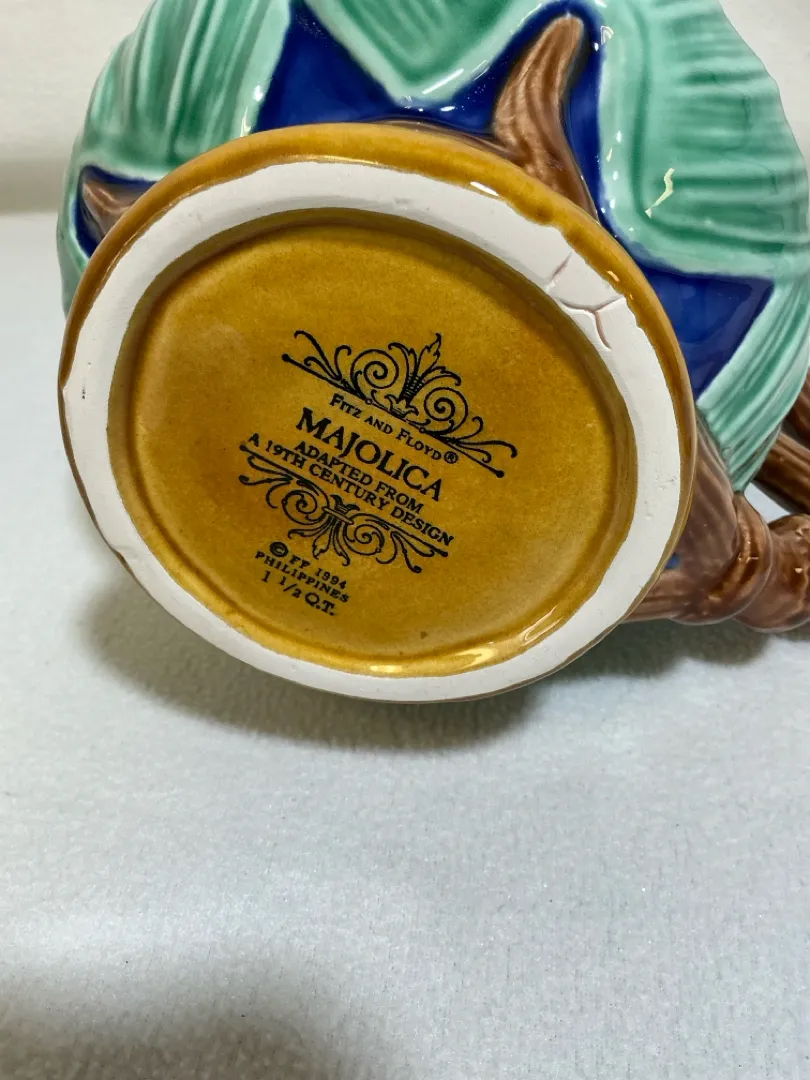 FITZ AND FLOYD®
MAJOLICA
ADAPTED FROM
A 19TH CENTURY DESIGN
© FF 1994
PHILIPPINES
1 1/2 Q.T.